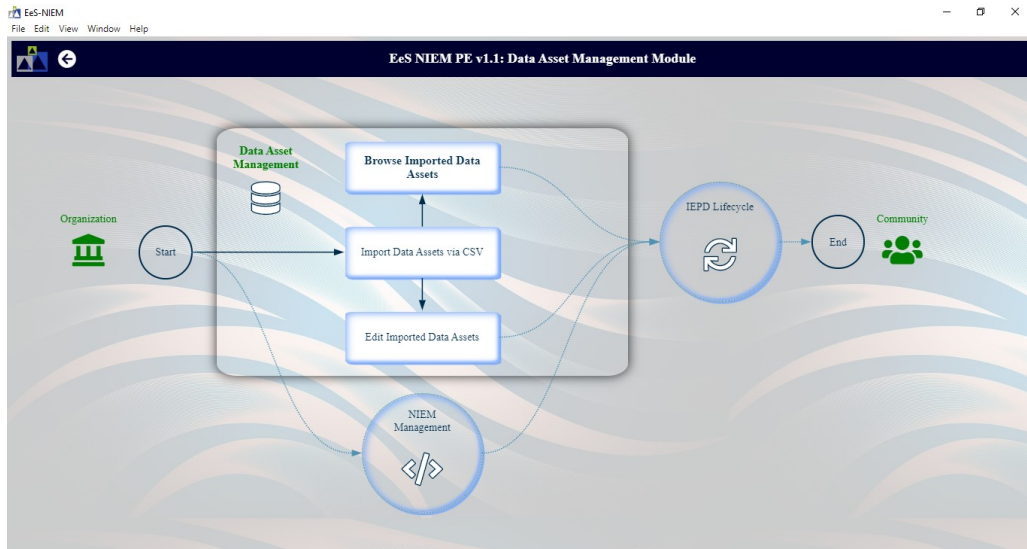 EeS-NIEM
File Edit View Window Help
EeS NIEM PE v1.1: Data Asset Management Module
Data Asset
Management
Browse Imported Data
Assets
Organization
Start
Import Data Assets via CSV
Edit Imported Data Assets
NIEM
Management
IEPD Lifecycle
End
Community